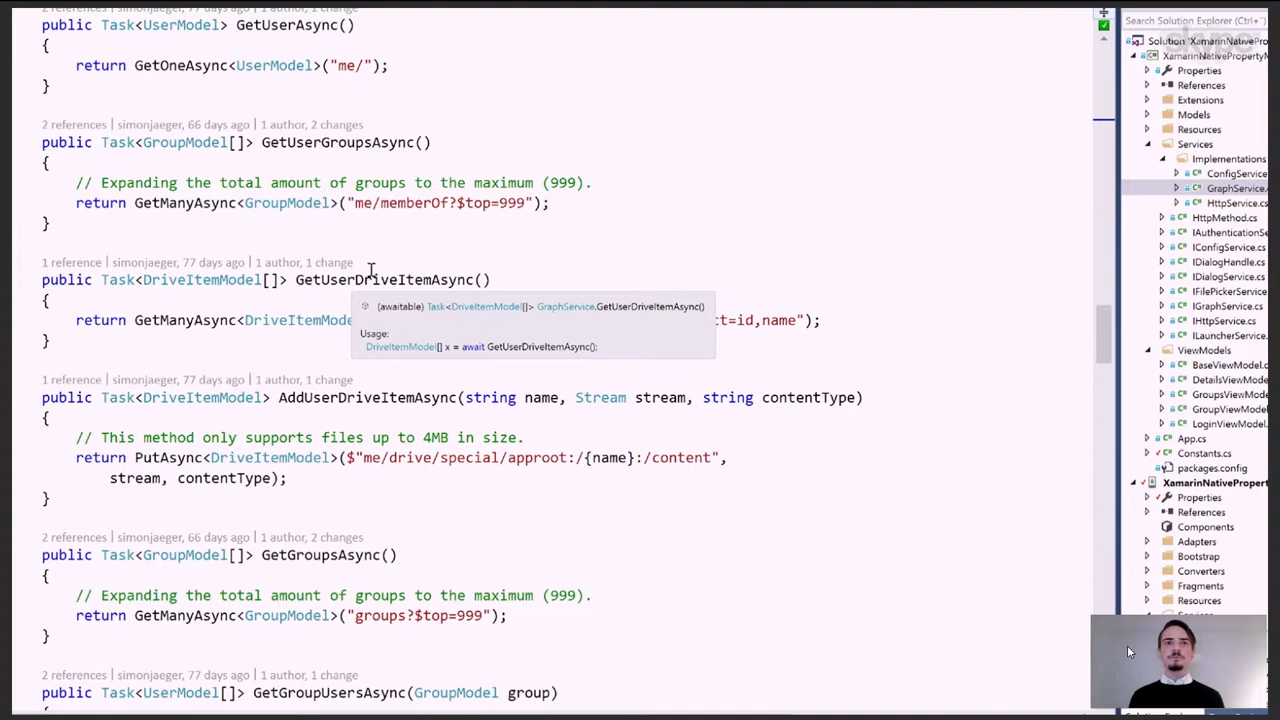 2 references | simonjaeger, 77 days ago | 1 author, 1 change
public Task<UserModel> GetUserAsync()
{
return GetOneAsync<UserModel>("me/");
}
2 references | simonjaeger, 66 days ago | 1 author, 2 changes
public Task<GroupModel[]> GetUserGroupsAsync()
{
// Expanding the total amount of groups to the maximum (999).
return GetManyAsync<GroupModel>("me/memberOf?$top=999");
}
1 reference | simonjaeger, 77 days ago | 1 author, 1 change
public Task<DriveItemModel[]> GetUserDriveItemAsync()
{
(awaitable) Task<DriveItemModel[]> GraphService.GetUserDriveItemAsync()
return GetManyAsync<DriveItemMode ct=id,name");
Usage:
DriveItemModel[] x = await GetUserDriveItemAsync();
}
1 reference | simonjaeger, 77 days ago | 1 author, 1 change
public Task<DriveItemModel> AddUserDriveItemAsync(string name, Stream stream, string contentType)
{
// This method only supports files up to 4MB in size.
return PutAsync<DriveItemModel>($"me/drive/special/approot:/{name}:/content",
stream, contentType);
}
2 references | simonjaeger, 66 days ago | 1 author, 2 changes
public Task<GroupModel[]> GetGroupsAsync()
{
// Expanding the total amount of groups to the maximum (999).
return GetManyAsync<GroupModel>("groups?$top=999");
}
2 references | simonjaeger, 77 days ago | 1 author, 1 change
public Task<UserModel[]> GetGroupUsersAsync(GroupModel group)
{
Search Solution Explorer (Ctrl+
skype
Solution 'XamarinNativePro
XamarinNativePropertyM
Properties
References
Extensions
Models
Resources
Services
Implementations
ConfigService
GraphService.c
HttpService.cs
HttpMethod.cs
IAuthenticationSe
IConfigService.cs
IDialogHandle.cs
IDialogService.cs
IFilePickerService.
IGraphService.cs
IHttpService.cs
ILauncherService.
ViewModels
BaseViewModel.c
DetailsViewModel.
GroupsViewModel
GroupViewModel.
LoginViewModel.
App.cs
Constants.cs
packages.config
XamarinNativeProper
Properties
References
Components
Adapters
Bootstrap
Converters
Fragments
Resources